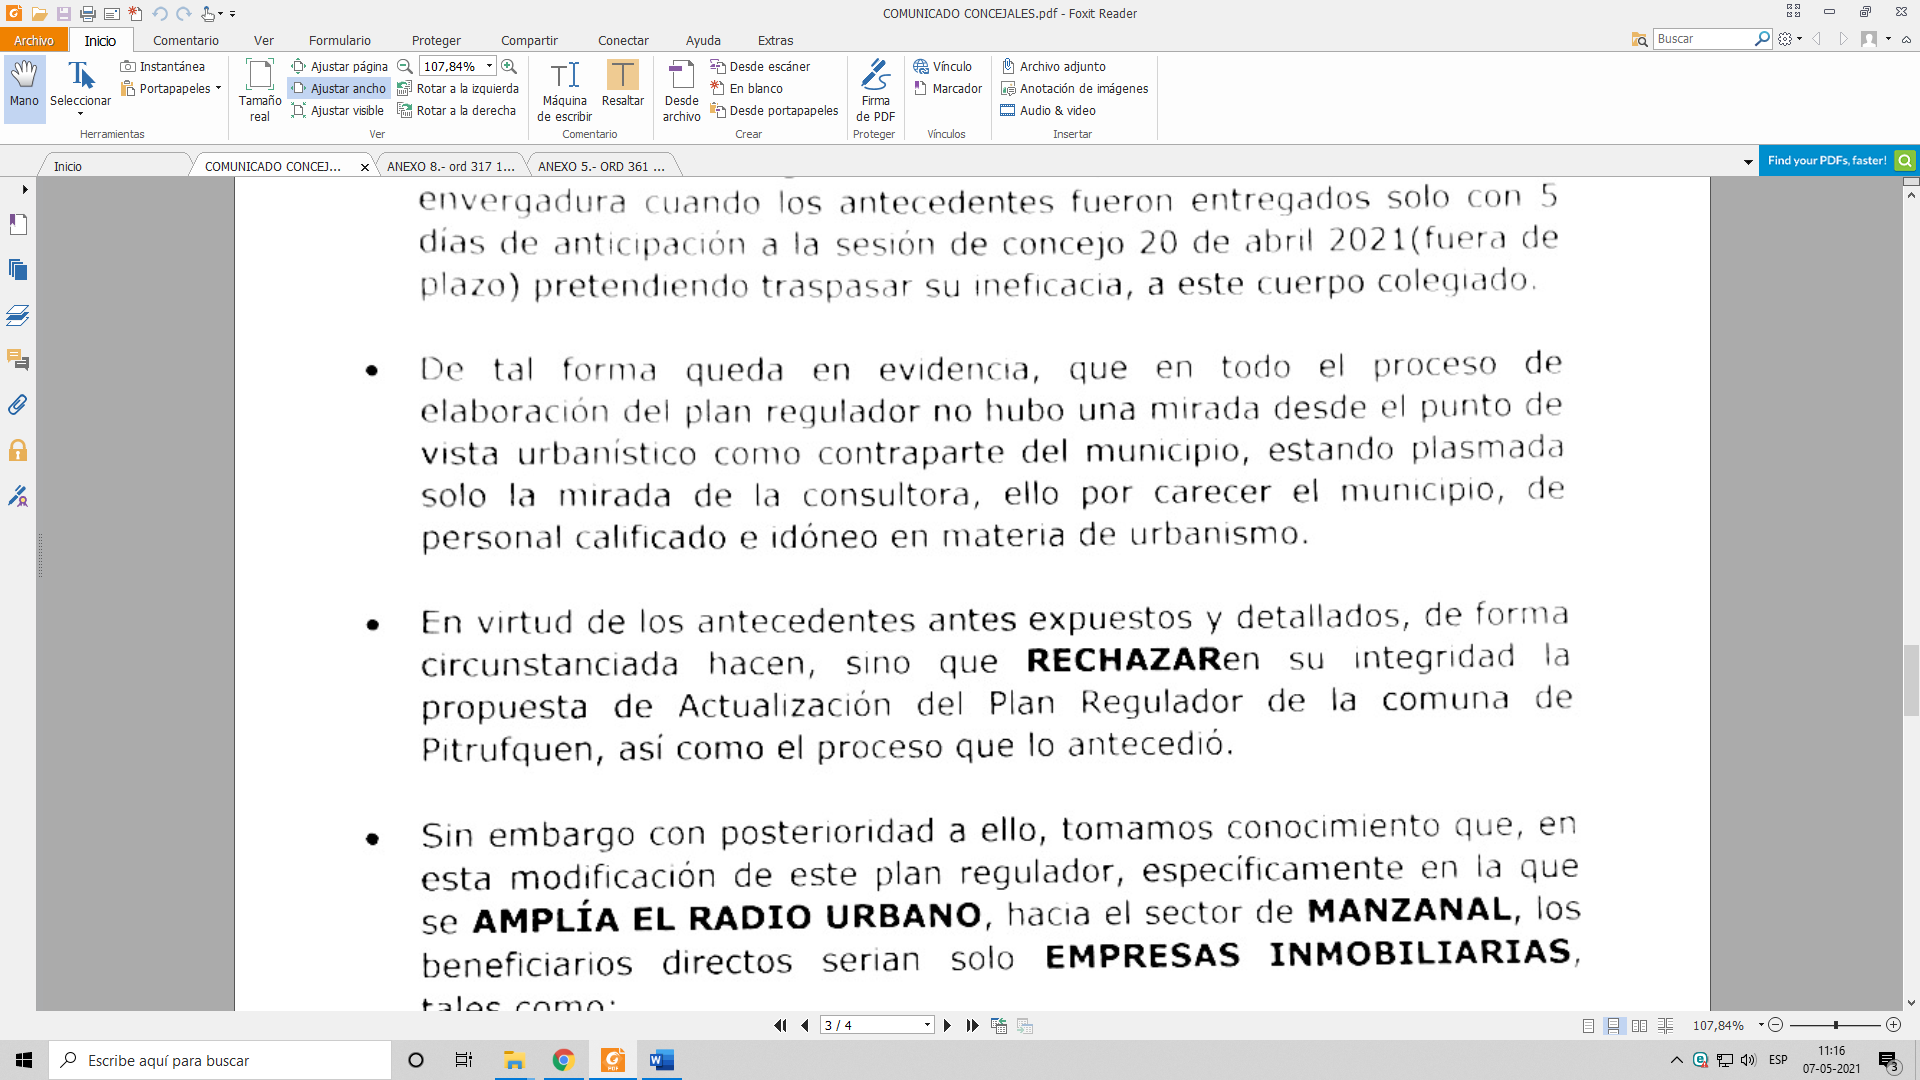 COMUNICADO CONCEJALES.pdf - Foxit Reader
Archivo Inicio Comentario Ver Formulario Proteger Compartir Conectar Ayuda Extras
Buscar
Mano
Seleccionar
Instantánea
Portapapeles
Herramientas
Tamaño real
Ajustar página
Ajustar ancho
Ajustar visible
107,84%
Rotar a la izquierda
Rotar a la derecha
Ver
Máquina de escribir
Resaltar
Comentario
Desde archivo
Desde escáner
En blanco
Desde portapapeles
Crear
Firma de PDF
Proteger
Vínculo
Marcador
Vínculos
Archivo adjunto
Anotación de imágenes
Audio & video
Insertar
Inicio
COMUNICADO CONCEJ...
ANEXO 8.- ord 317 1...
ANEXO 5.- ORD 361 ...
Find your PDFs, faster!
envergadura cuando los antecedentes fueron entregados solo con 5
días de anticipación a la sesión de concejo 20 de abril 2021(fuera de
plazo) pretendiendo traspasar su ineficacia, a este cuerpo colegiado.
• De tal forma queda en evidencia, que en todo el proceso de
elaboración del plan regulador no hubo una mirada desde el punto de
vista urbanístico como contraparte del municipio, estando plasmada
solo la mirada de la consultora, ello por carecer el municipio, de
personal calificado e idóneo en materia de urbanismo.
• En virtud de los antecedentes antes expuestos y detallados, de forma
circunstanciada hacen, sino que RECHAZARen su integridad la
propuesta de Actualización del Plan Regulador de la comuna de
Pitrufquen, así como el proceso que lo antecedió.
• Sin embargo con posterioridad a ello, tomamos conocimiento que, en
esta modificación de este plan regulador, específicamente en la que
se AMPLÍA EL RADIO URBANO, hacia el sector de MANZANAL, los
beneficiarios directos serian solo EMPRESAS INMOBILIARIAS,
tales como:
3 / 4
107,84%
Escribe aquí para buscar
ESP
11:16
07-05-2021
3